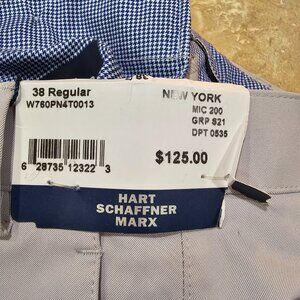 38 Regular
W760PN4T0013
NEW YORK
MIC 200
GRP S21
DPT 0535
6 28735 12322 3
$125.00
HART
SCHAFFNER
MARX